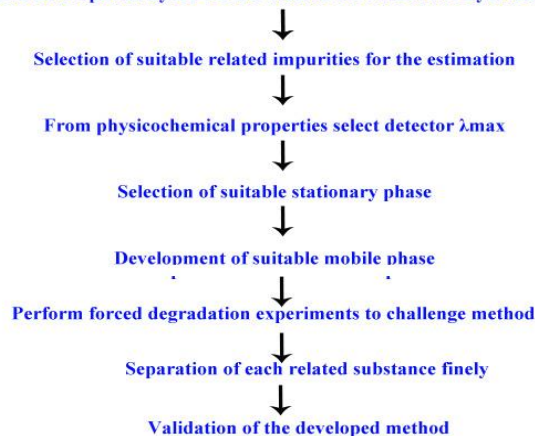 Selection of suitable related impurities for the estimation
From physicochemical properties select detector λmax
Selection of suitable stationary phase
Development of suitable mobile phase
Perform forced degradation experiments to challenge method
Separation of each related substance finely
Validation of the developed method